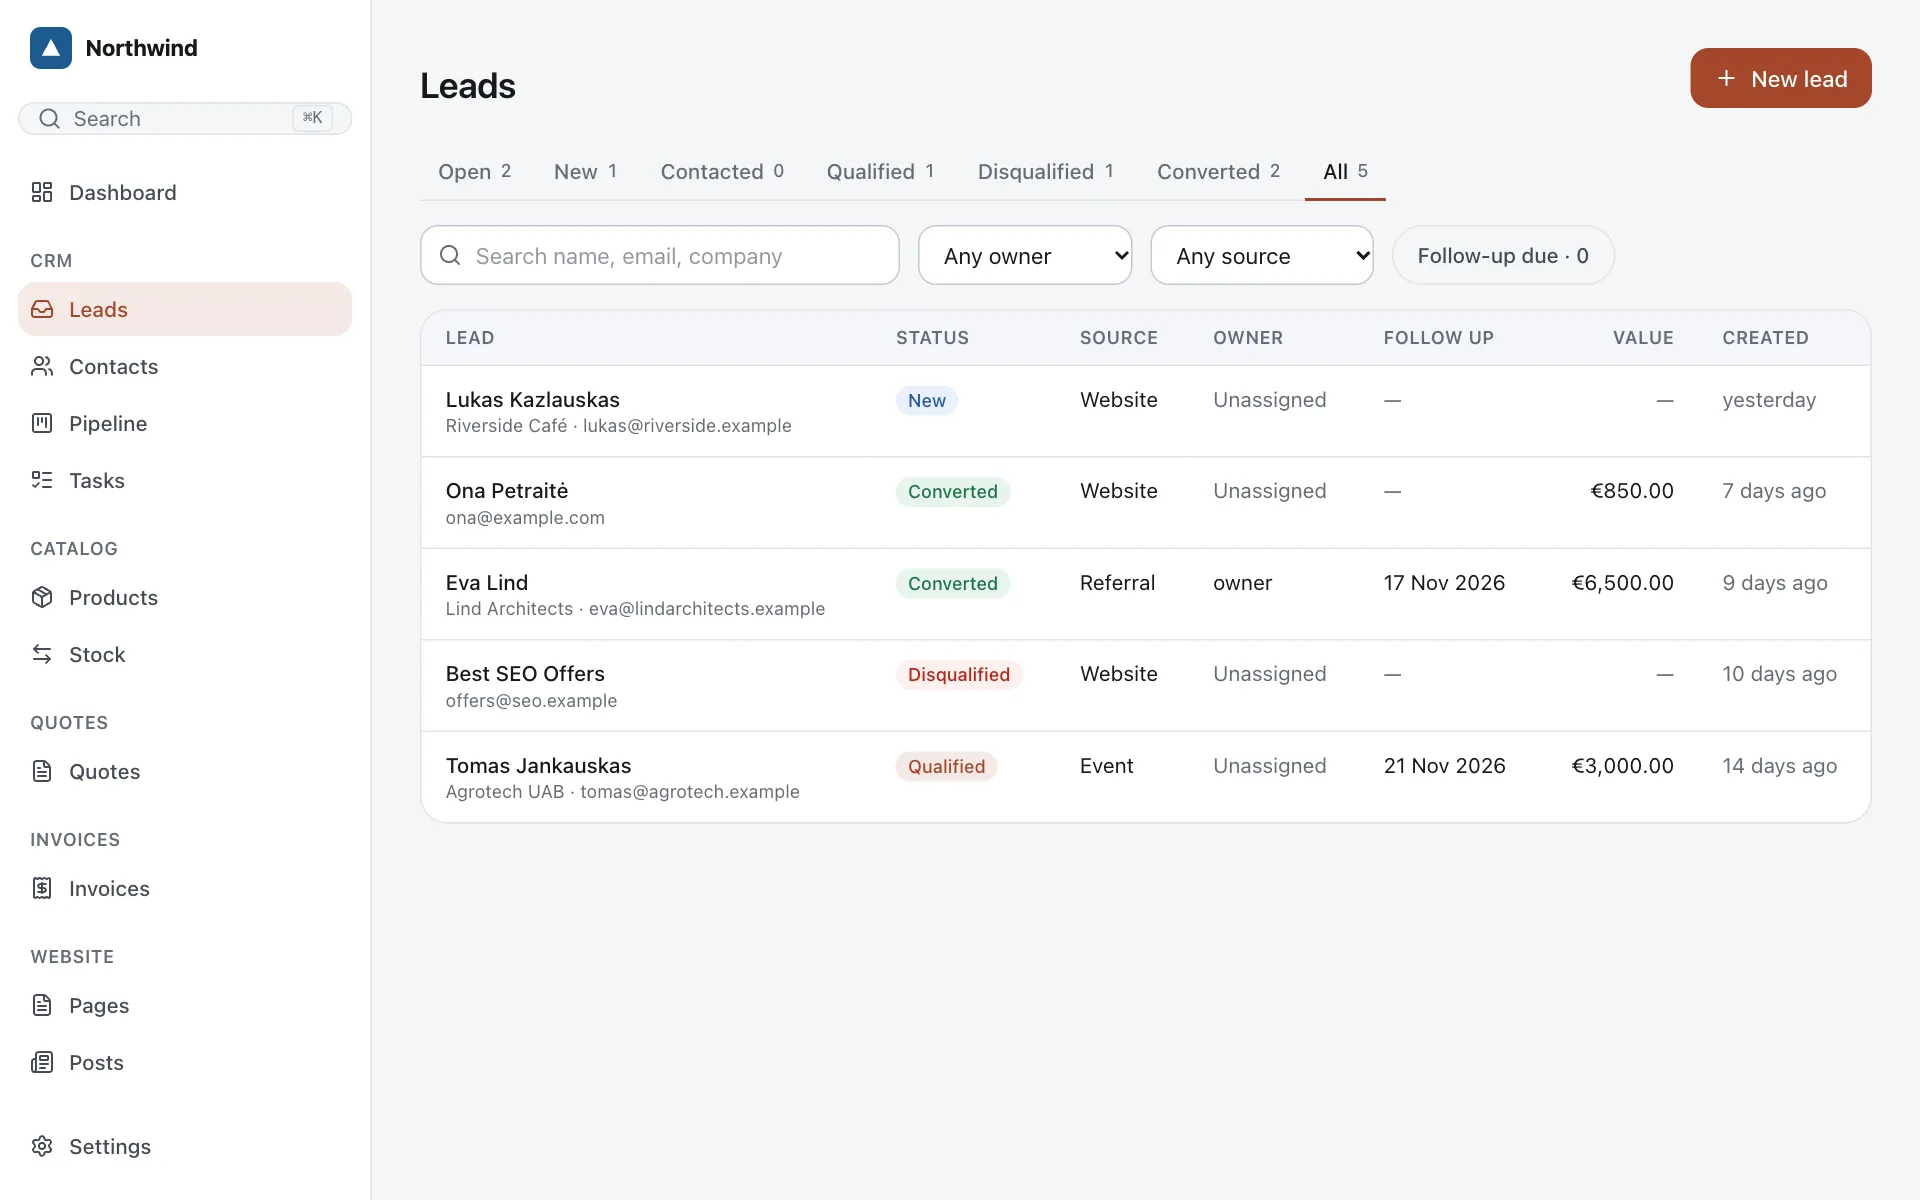 Northwind
Search ⌘K
Dashboard
CRM
Leads
Contacts
Pipeline
Tasks
CATALOG
Products
Stock
QUOTES
Quotes
INVOICES
Invoices
WEBSITE
Pages
Posts
Settings
Leads
+ New lead
Open 2 New 1 Contacted 0 Qualified 1 Disqualified 1 Converted 2 All 5
Search name, email, company Any owner Any source Follow-up due · 0
LEAD STATUS SOURCE OWNER FOLLOW UP VALUE CREATED
Lukas Kazlauskas New Website Unassigned — — yesterday
Riverside Café · lukas@riverside.example
Ona Petraitė Converted Website Unassigned — €850.00 7 days ago
ona@example.com
Eva Lind Converted Referral owner 17 Nov 2026 €6,500.00 9 days ago
Lind Architects · eva@lindarchitects.example
Best SEO Offers Disqualified Website Unassigned — — 10 days ago
offers@seo.example
Tomas Jankauskas Qualified Event Unassigned 21 Nov 2026 €3,000.00 14 days ago
Agrotech UAB · tomas@agrotech.example